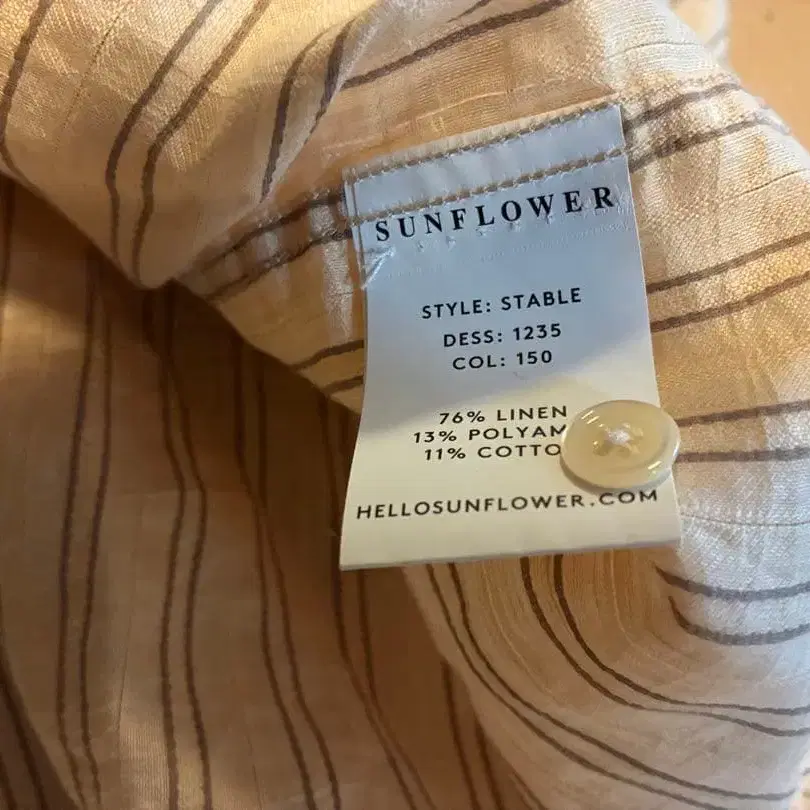 SUNFLOWER
STYLE: STABLE
DESS: 1235
COL: 150
76% LINEN
13% POLYAM
11% COTTO
HELLOSUNFLOWER.COM